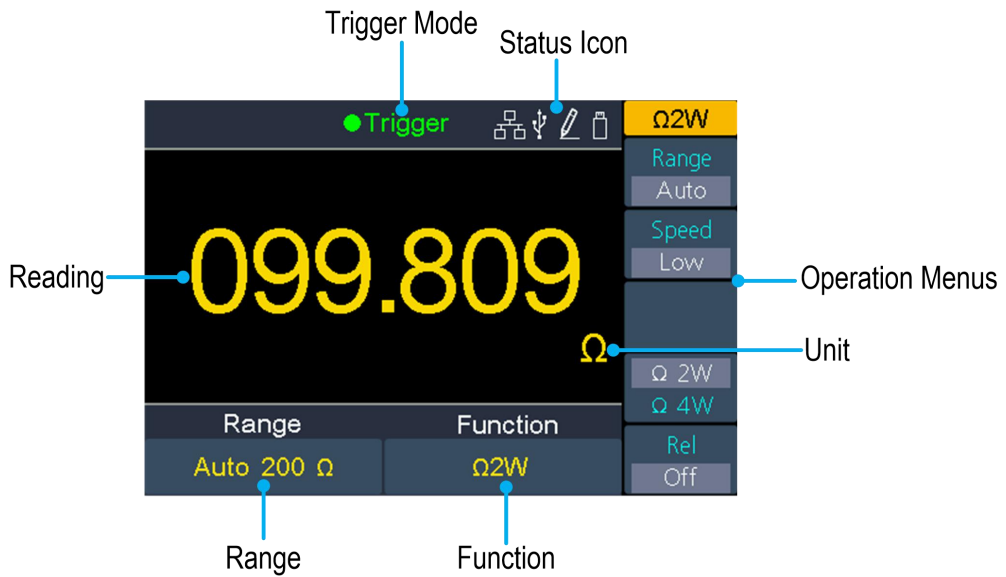 Trigger Mode
Status Icon
Trigger
Ω2W
Range
Auto
Speed
Low
Reading
099.809
Operation Menus
Ω
Unit
Ω 2W
Ω 4W
Range
Function
Rel
Auto 200 Ω
Ω2W
Off
Range
Function